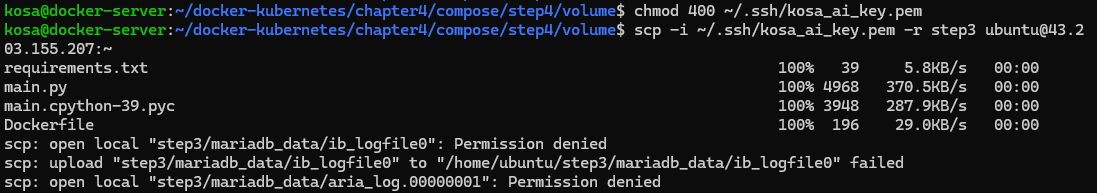 kosa@docker-server:~/docker-kubernetes/chapter4/compose/step4/volume$ chmod 400 ~/.ssh/kosa_ai_key.pem
kosa@docker-server:~/docker-kubernetes/chapter4/compose/step4/volume$ scp -i ~/.ssh/kosa_ai_key.pem -r step3 ubuntu@43.2
03.155.207:~
requirements.txt 100% 39 5.8KB/s 00:00
main.py 100% 4968 370.5KB/s 00:00
main.cpython-39.pyc 100% 3948 287.9KB/s 00:00
Dockerfile 100% 196 29.0KB/s 00:00
scp: open local "step3/mariadb_data/ib_logfile0": Permission denied
scp: upload "step3/mariadb_data/ib_logfile0" to "/home/ubuntu/step3/mariadb_data/ib_logfile0" failed
scp: open local "step3/mariadb_data/aria_log.00000001": Permission denied